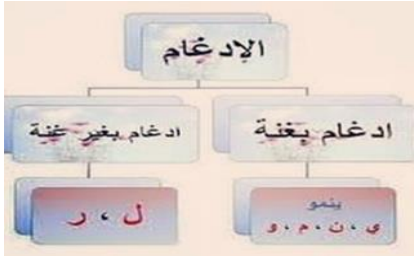 الإدغام
ادغام بغنة
ادغام بغير غنة
ينمو
ي ، ن ، م ، و
ل ، ر